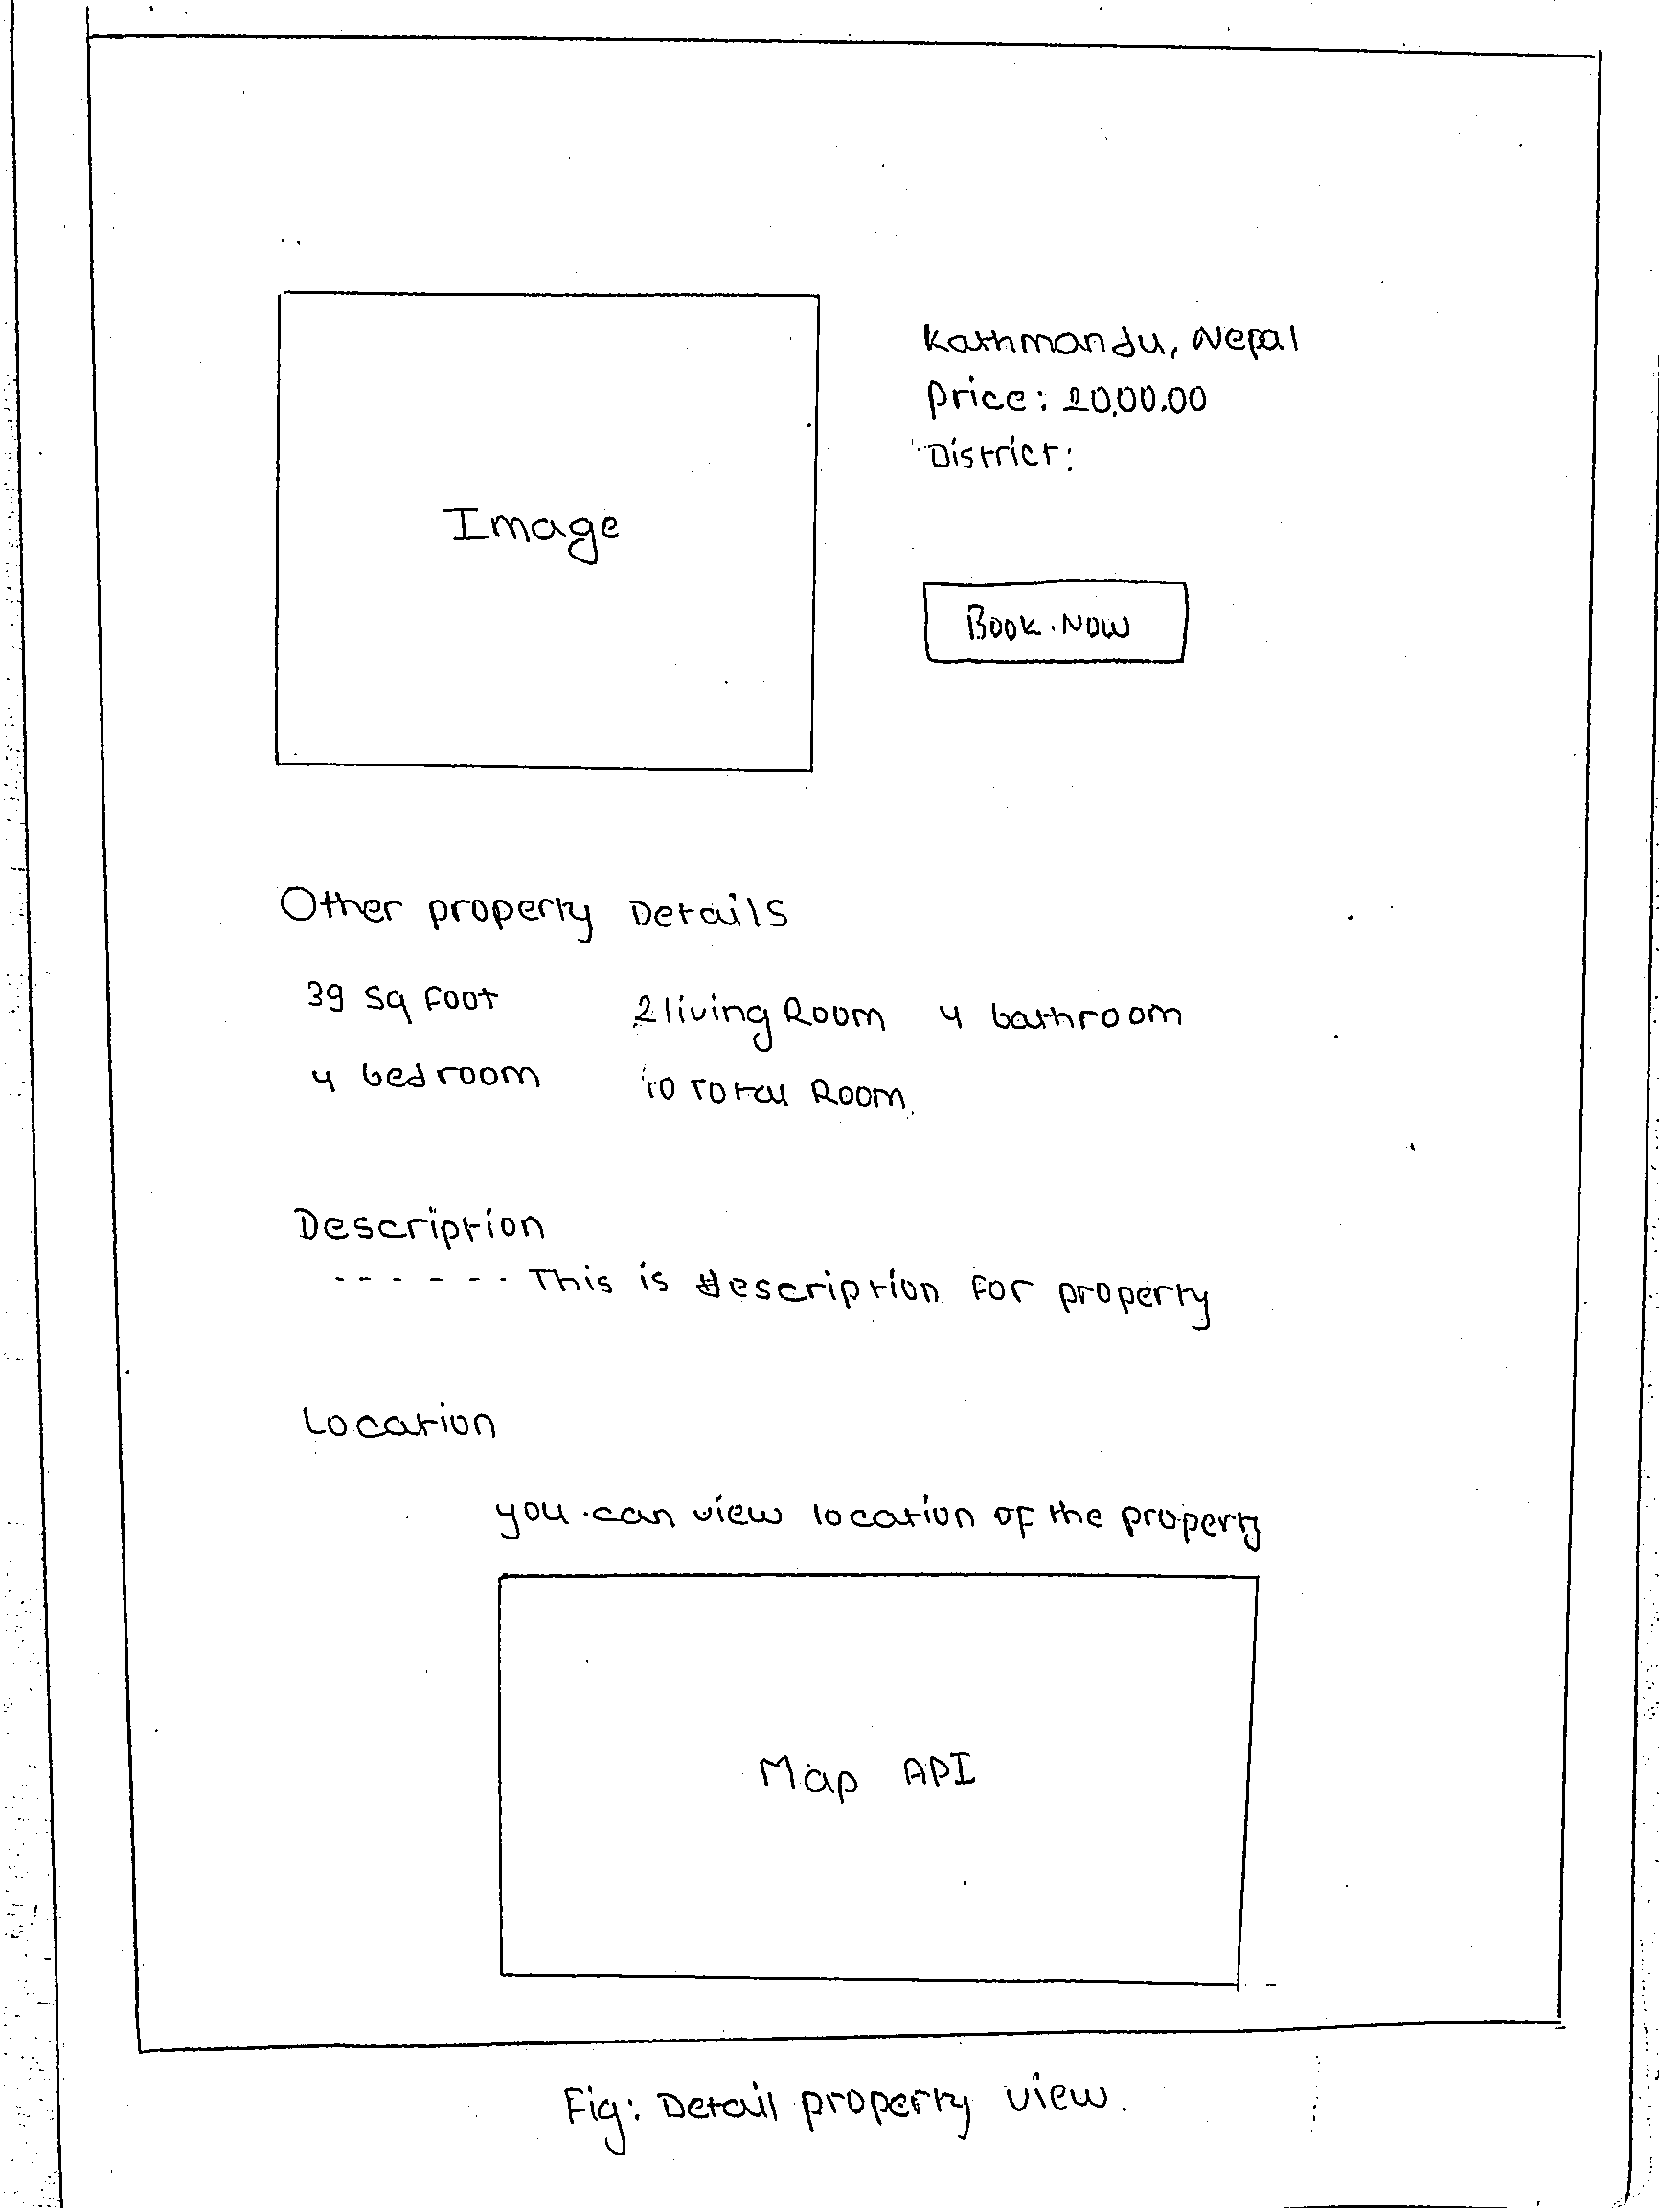 Kathmandu, Nepal
Price: 20,00.00
District:
Image
Book Now
Other property Details
39 sq foot 2 living Room 4 bathroom
4 bedroom 10 Total Room
Description
- - - - - - This is description for property
Location
you can view location of the property
Map API
Fig: Detail property view.